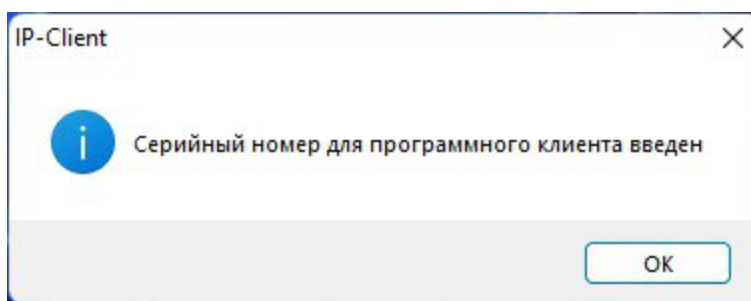 IP-Client
Серийный номер для программного клиента введен
OK